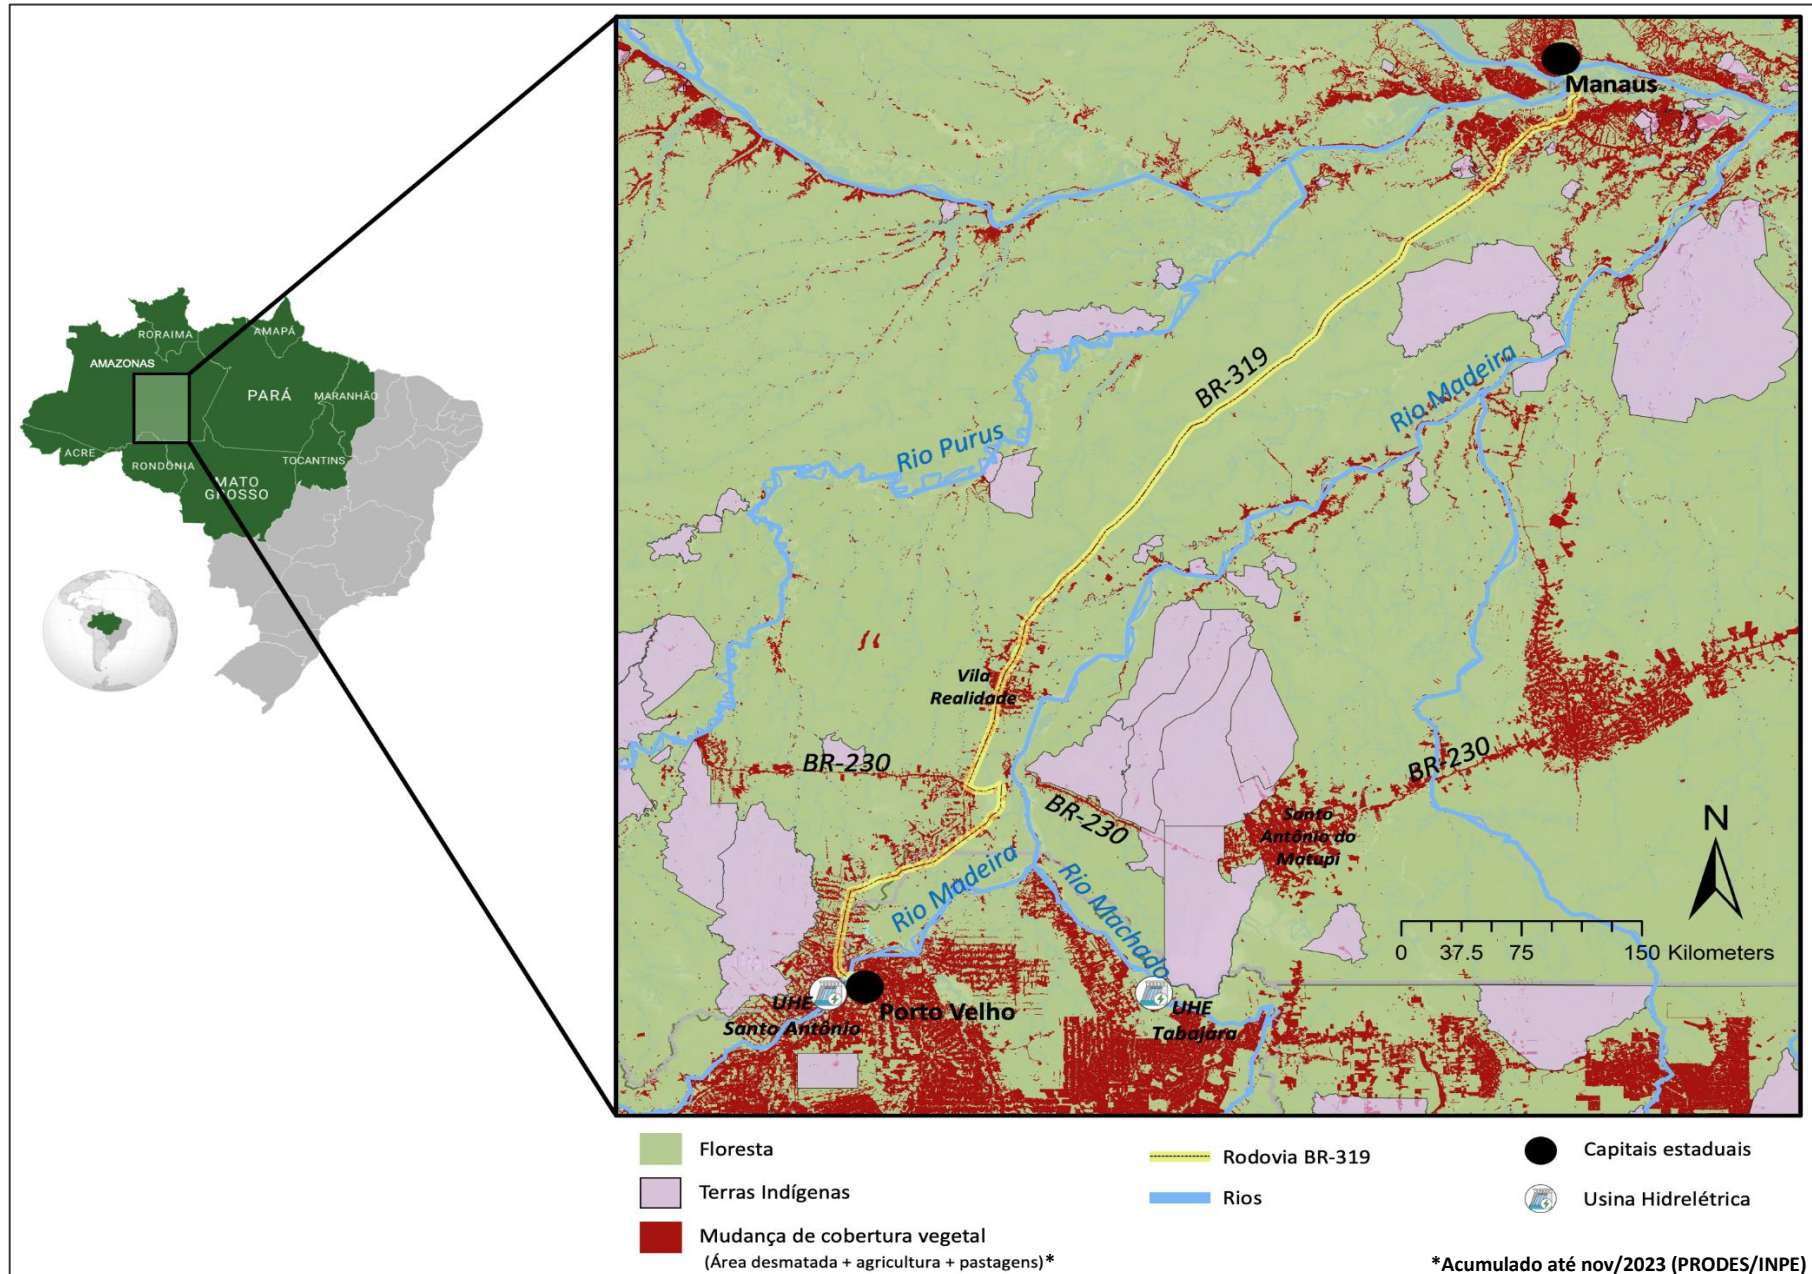 RORAIMA
AMAPÁ
AMAZONAS
PARÁ
MARANHÃO
ACRE
RONDÔNIA
TOCANTINS
MATO
GROSSO
Manaus
BR-319
Rio Madeira
Rio Purus
Vila
Realidade
BR-230
BR-230
BR-230
Santo
Antônio do
Matupi
Rio Madeira
Rio Machado
N
0 37.5 75 150 Kilometers
UHE
Santo Antônio
Porto Velho
UHE
Tabajara
Floresta
Terras Indígenas
Mudança de cobertura vegetal
(Área desmatada + agricultura + pastagens)*
Rodovia BR-319
Rios
Capitais estaduais
Usina Hidrelétrica
*Acumulado até nov/2023 (PRODES/INPE)